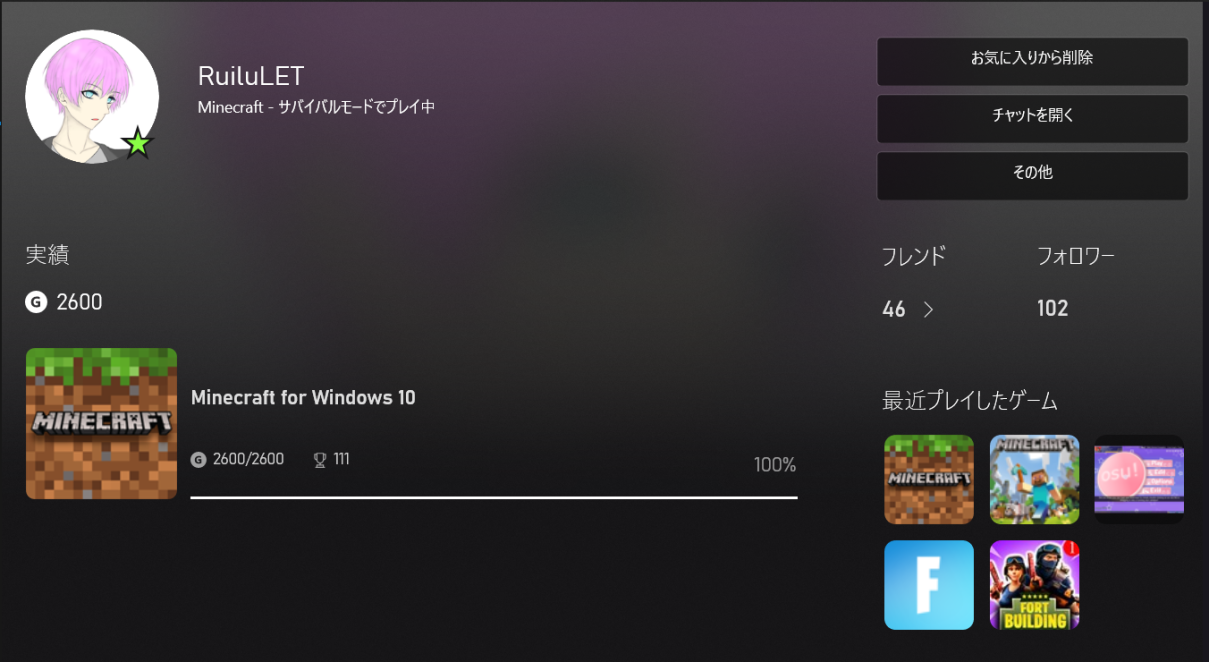 RuiluLET
Minecraft - サバイバルモードでプレイ中
お気に入りから削除
チャットを開く
その他
実績
G 2600
フレンド
フォロワー
46
102
MINECRAFT
Minecraft for Windows 10
G 2600/2600
111
100%
最近プレイしたゲーム
MINECRAFT
MINECRAFT
osu!
F
!
FORT
BUILDING